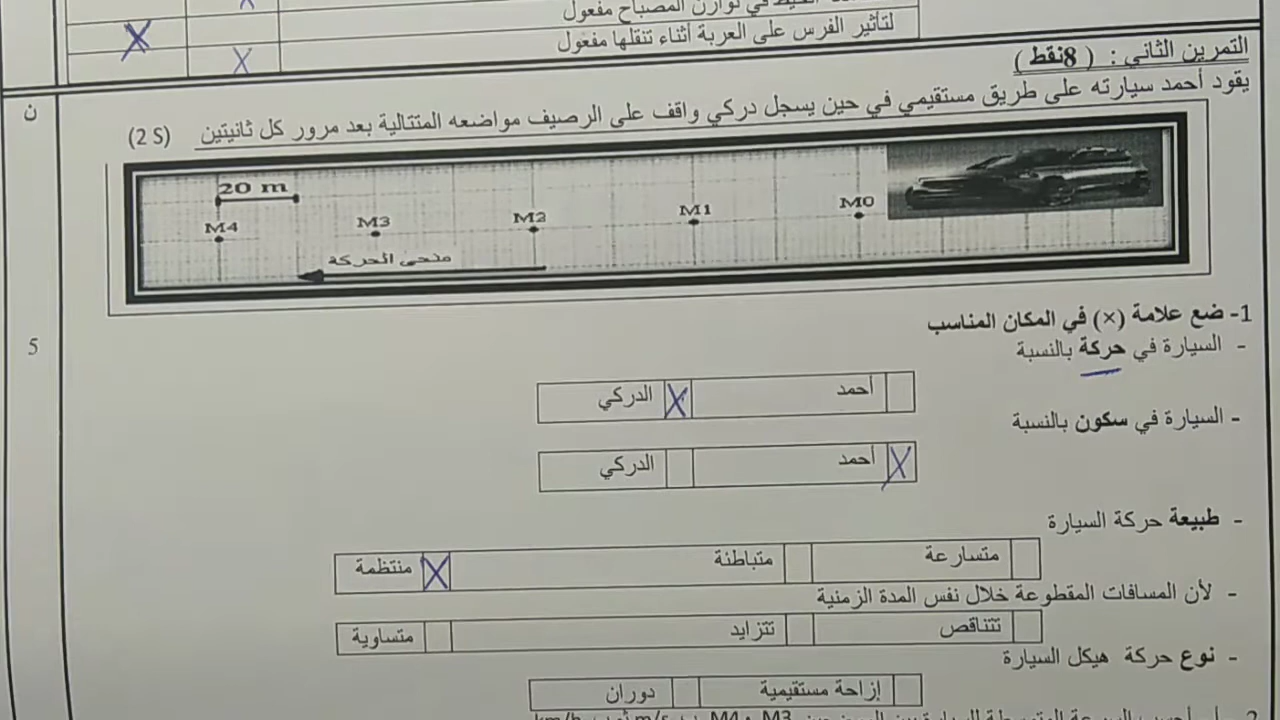 في توازن المصباح مفعول
لتأثير الفرس على العربة أثناء تنقلها مفعول
التمرين الثاني : ( 8نقط )
ن
يقود أحمد سيارته على طريق مستقيمي في حين يسجل دركي واقف على الرصيف مواضعه المتتالية بعد مرور كل ثانيتين (2 S)
20 m
M4 M3 M2 M1 M0
منحى الحركة
1- ضع علامة (×) في المكان المناسب
5
- السيارة في حركة بالنسبة
أحمد X الدركي
- السيارة في سكون بالنسبة
X أحمد الدركي
- طبيعة حركة السيارة
متسارعة متباطئة X منتظمة
- لأن المسافات المقطوعة خلال نفس المدة الزمنية
تتناقص تتزايد متساوية
- نوع حركة هيكل السيارة
إزاحة مستقيمية دوران